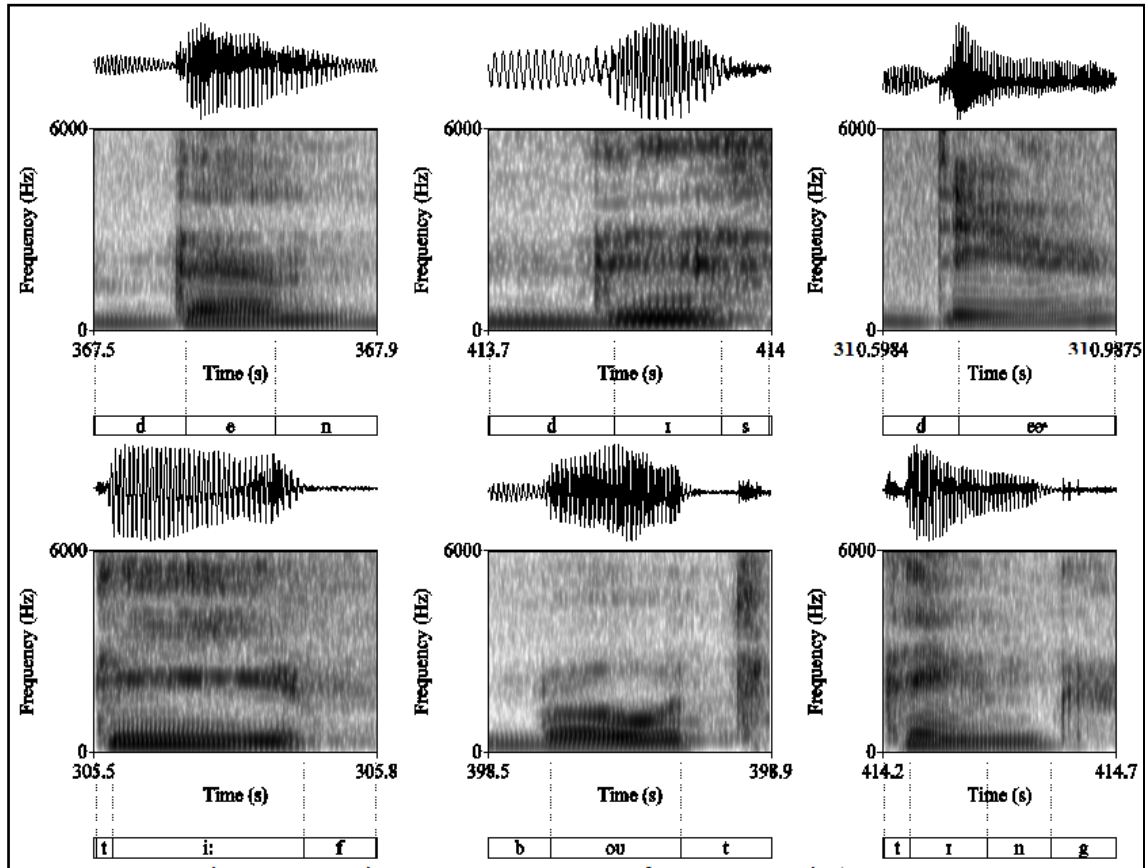 6000 6000 6000
Frequency (Hz) Frequency (Hz) Frequency (Hz)
0 0 0
367.5 367.9 413.7 414 310.5984 310.9875
Time (s) Time (s) Time (s)
d e n d ɪ s d eɚ
6000 6000 6000
Frequency (Hz) Frequency (Hz) Frequency (Hz)
0 0 0
305.5 305.8 398.5 398.9 414.2 414.7
Time (s) Time (s) Time (s)
t i: f b ou t t ɪ n g